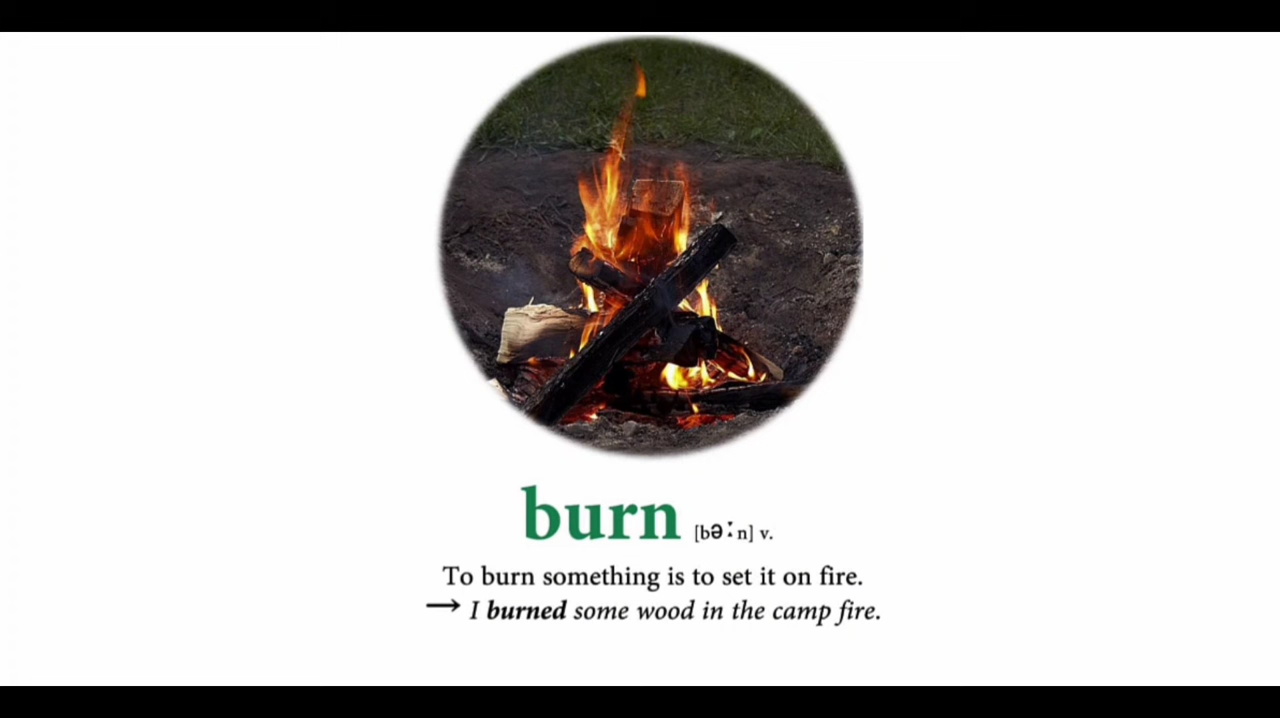 burn [bəːn] v.
To burn something is to set it on fire.
→ I burned some wood in the camp fire.